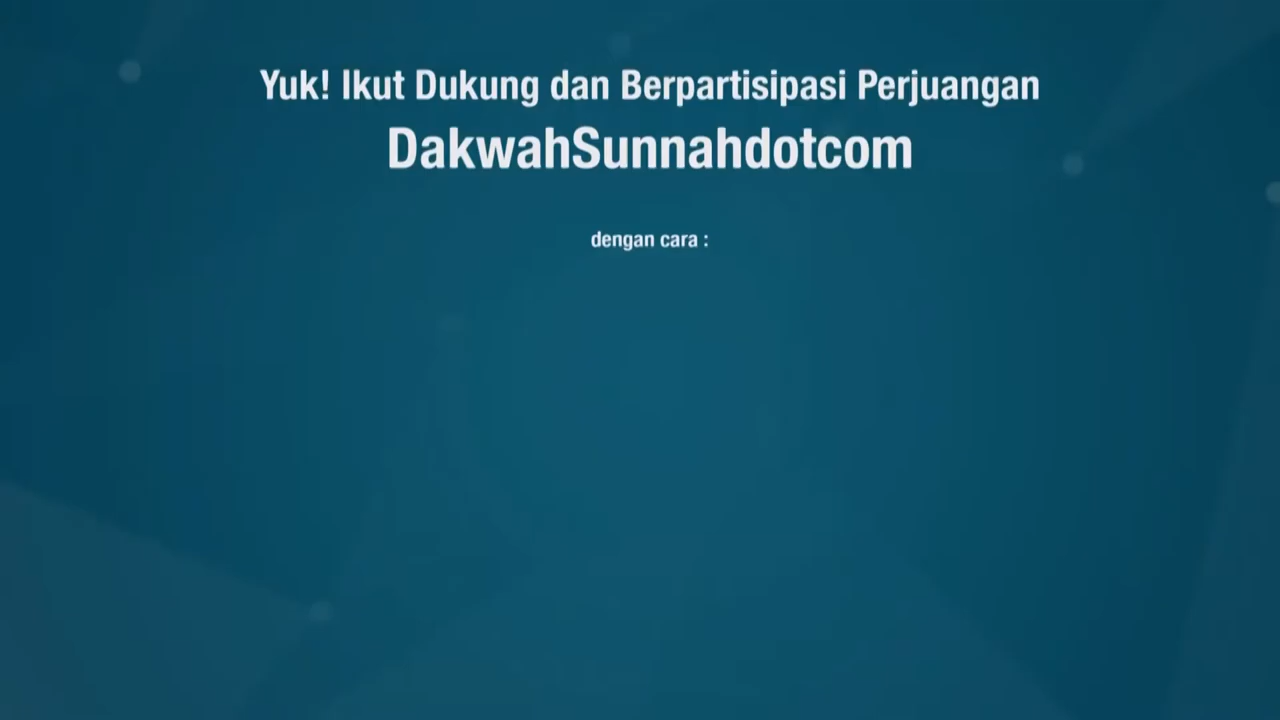 Yuk! Ikut Dukung dan Berpartisipasi Perjuangan
DakwahSunnahdotcom
dengan cara :